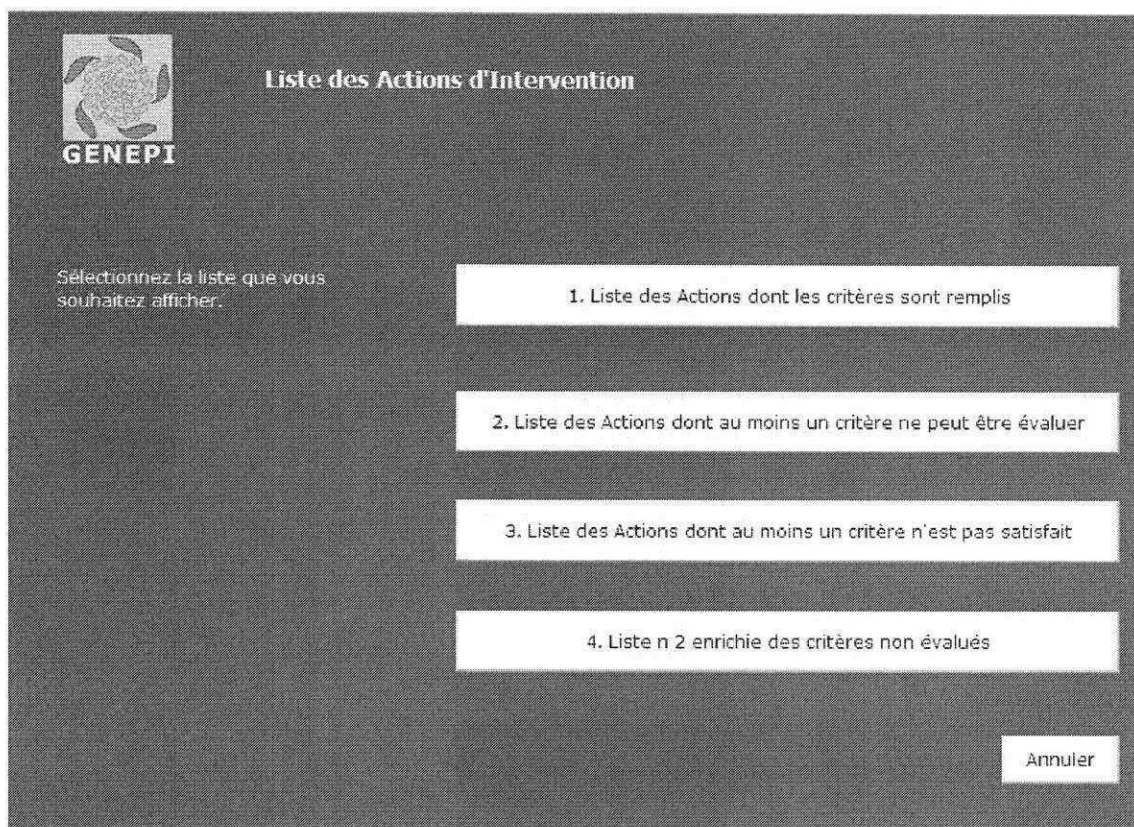 Liste des Actions d'Intervention
GENEPI
Sélectionnez la liste que vous
souhaitez afficher.
1. Liste des Actions dont les critères sont remplis
2. Liste des Actions dont au moins un critère ne peut être évaluer
3. Liste des Actions dont au moins un critère n'est pas satisfait
4. Liste n 2 enrichie des critères non évalués
Annuler